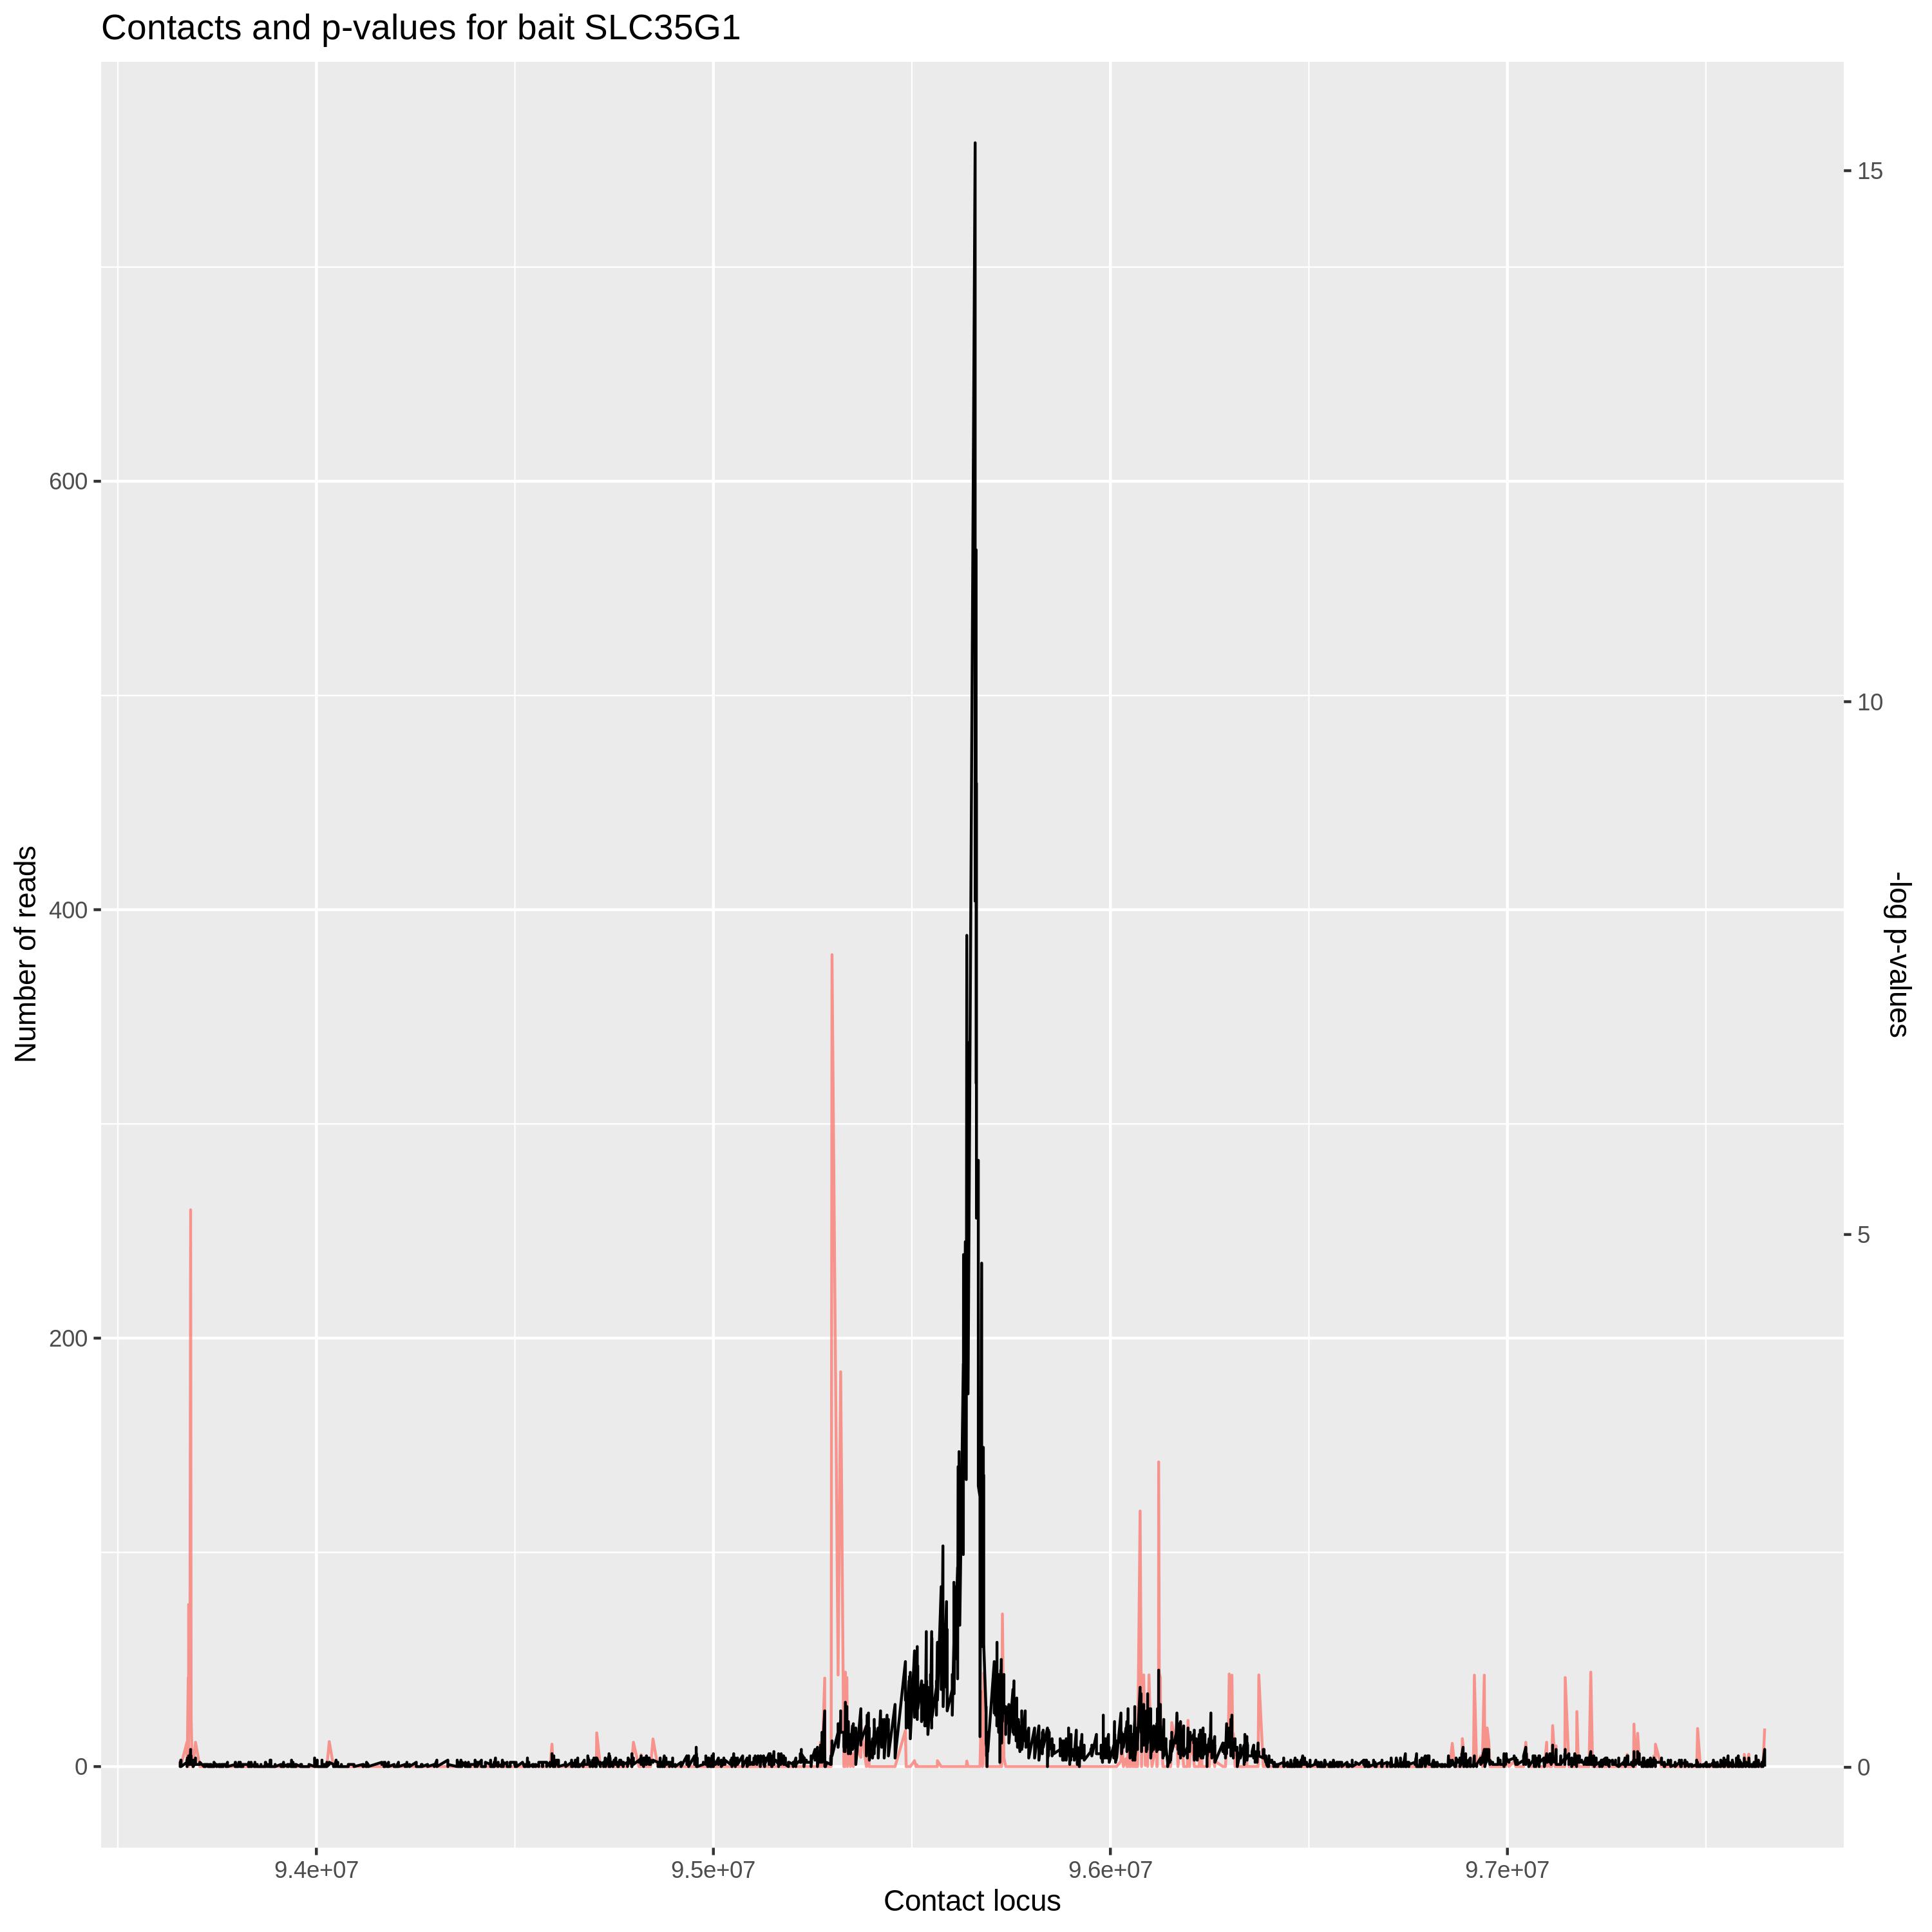 Contacts and p-values for bait SLC35G1
Number of reads
600
400
200
0
15
10
5
0
-log p-values
9.4e+07 9.5e+07 9.6e+07 9.7e+07
Contact locus